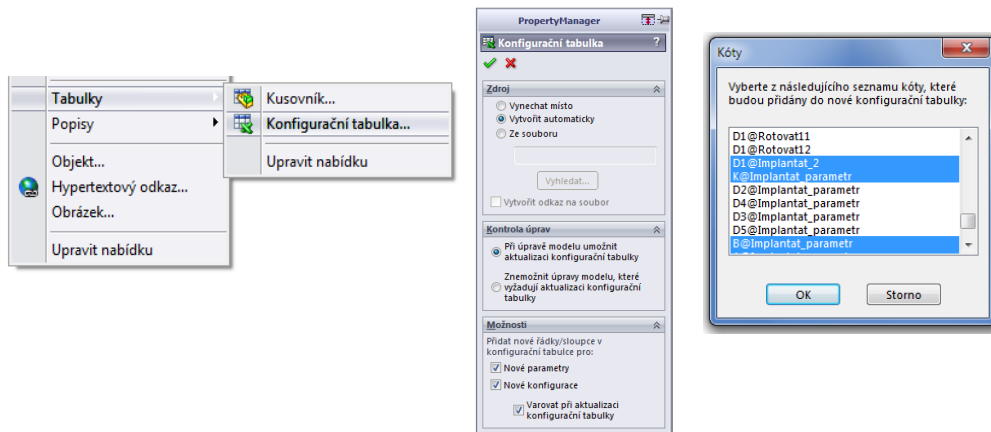 Tabulky
Popisy
Objekt...
Hypertextový odkaz...
Obrázek...
Upravit nabídku
Kusovník...
Konfigurační tabulka...
Upravit nabídku
PropertyManager
Konfigurační tabulka ?
Zdroj
Vynechat místo
Vytvořit automaticky
Ze souboru
Vyhledat...
Vytvořit odkaz na soubor
Kontrola úprav
Při úpravě modelu umožnit
aktualizaci konfigurační tabulky
Znemožnit úpravy modelu, které
vyžadují aktualizaci konfigurační
tabulky
Možnosti
Přidat nové řádky/sloupce v
konfigurační tabulce pro:
Nové parametry
Nové konfigurace
Varovat při aktualizaci
konfigurační tabulky
Kóty
Vyberte z následujícího seznamu kóty, které
budou přidány do nové konfigurační tabulky:
D1@Rotovat11
D1@Rotovat12
D1@Implantat_2
K@Implantat_parametr
D2@Implantat_parametr
D4@Implantat_parametr
D3@Implantat_parametr
D5@Implantat_parametr
B@Implantat_parametr
OK
Storno